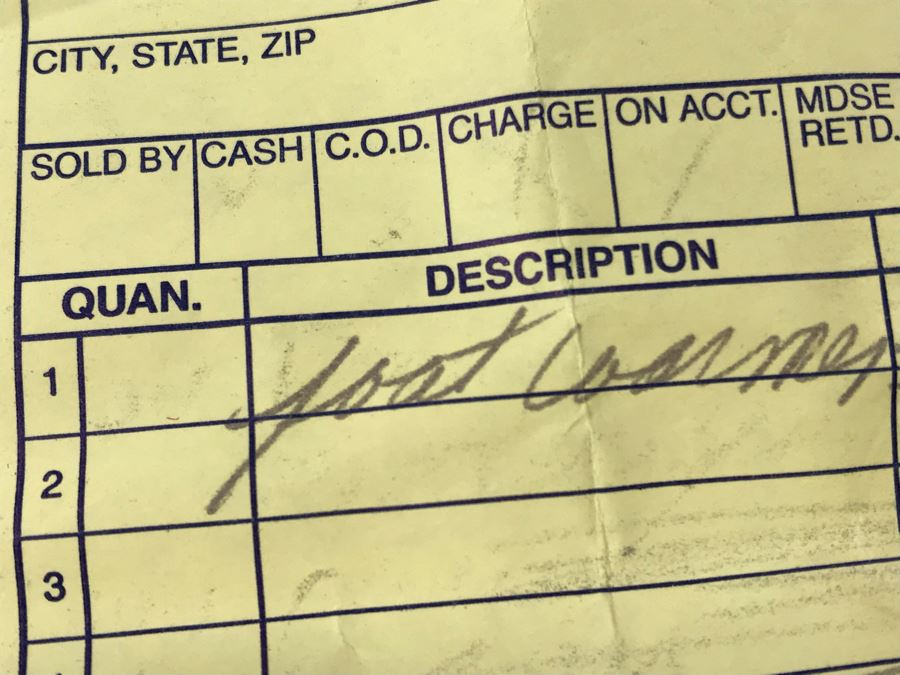 CITY, STATE, ZIP
SOLD BY CASH C.O.D. CHARGE ON ACCT. MDSE RETD.
QUAN. DESCRIPTION
1 foot warmer
2
3